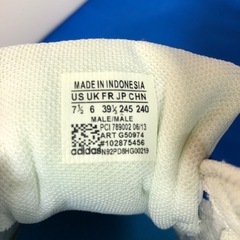 MADE IN INDONESIA
US UK FR JP CHN
7½ 6 39⅓ 245 240
MALE/MALE
PCI 789002 06/13
ART G50974
#102875456
adidas N92PD8HG00219